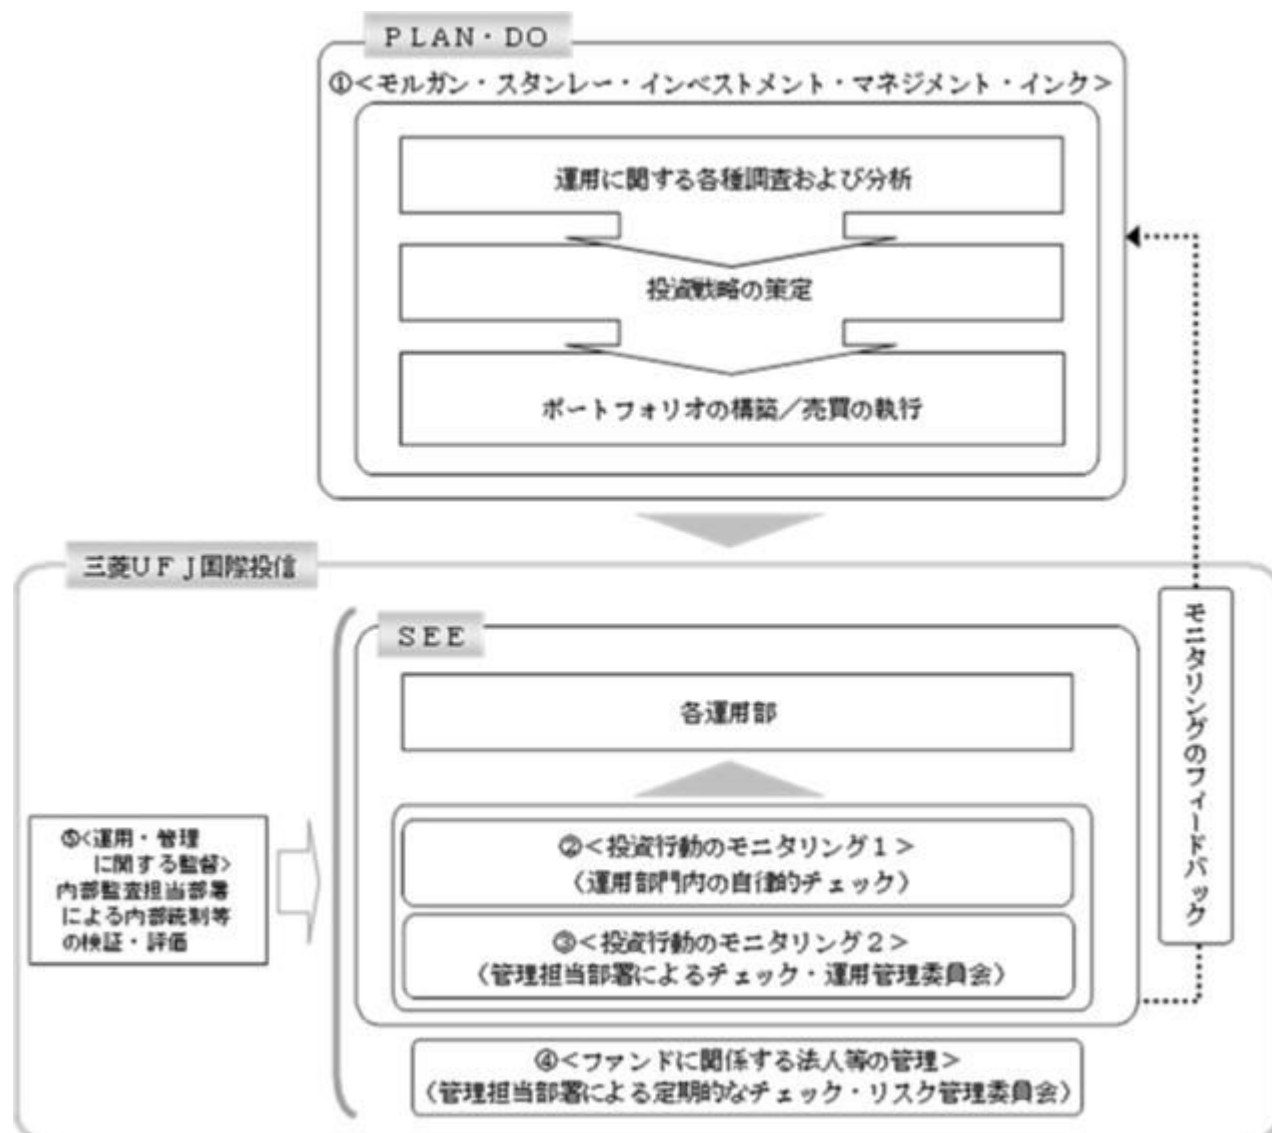 ＰＬＡＮ・ＤＯ
①＜モルガン・スタンレー・インベストメント・マネジメント・インク＞
運用に関する各種調査および分析
投資戦略の策定
ポートフォリオの構築／売買の執行
三菱ＵＦＪ国際投信
ＳＥＥ
各運用部
②＜投資行動のモニタリング１＞
〈運用部門内の自律的チェック〉
③＜投資行動のモニタリング２＞
〈管理担当部署によるチェック・運用管理委員会〉
④＜ファンドに関係する法人等の管理＞
〈管理担当部署による定期的なチェック・リスク管理委員会〉
⑤<運用・管理
に関する監督>
内部監査担当部署
による内部統制等
の検証・評価
モニタリングのフィードバック